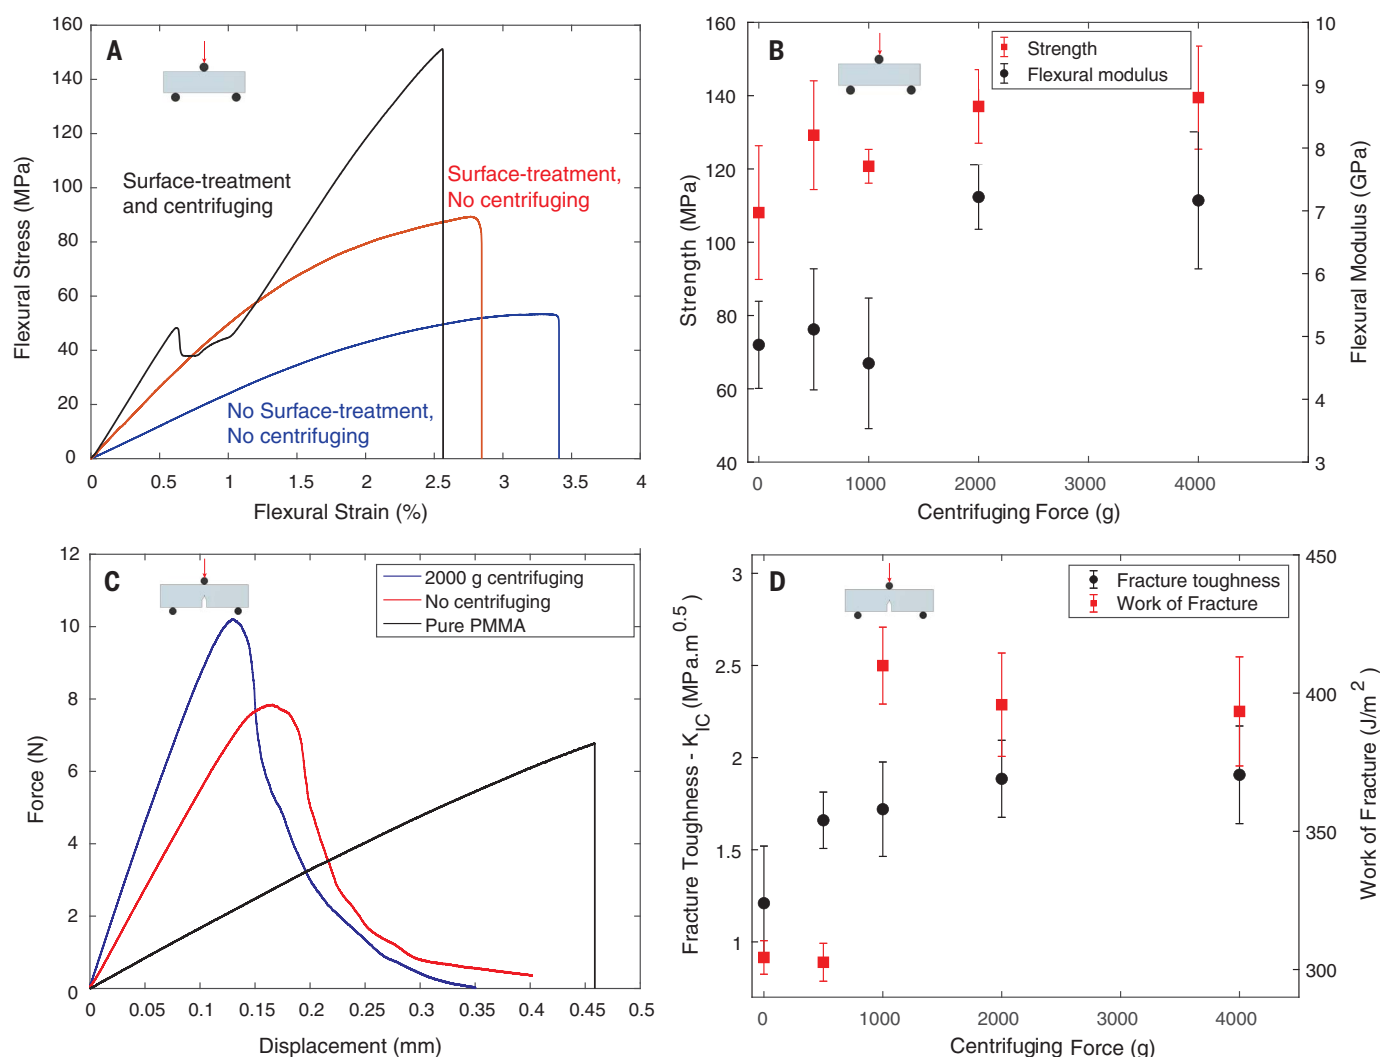 A
Flexural Stress (MPa)
160
140
120
100
80
60
40
20
0
Surface-treatment
and centrifuging
Surface-treatment,
No centrifuging
No Surface-treatment,
No centrifuging
0 0.5 1 1.5 2 2.5 3 3.5 4
Flexural Strain (%)
B
Strength (MPa)
160
140
120
100
80
60
40
Strength
Flexural modulus
10
9
8
7
6
5
4
3
Flexural Modulus (GPa)
0 1000 2000 3000 4000
Centrifuging Force (g)
C
Force (N)
12
10
8
6
4
2
0
2000 g centrifuging
No centrifuging
Pure PMMA
0 0.05 0.1 0.15 0.2 0.25 0.3 0.35 0.4 0.45 0.5
Displacement (mm)
D
Fracture Toughness - K_IC (MPa.m^0.5)
3
2.5
2
1.5
1
Fracture toughness
Work of Fracture
450
400
350
300
Work of Fracture (J/m^2)
0 1000 2000 3000 4000
Centrifuging Force (g)